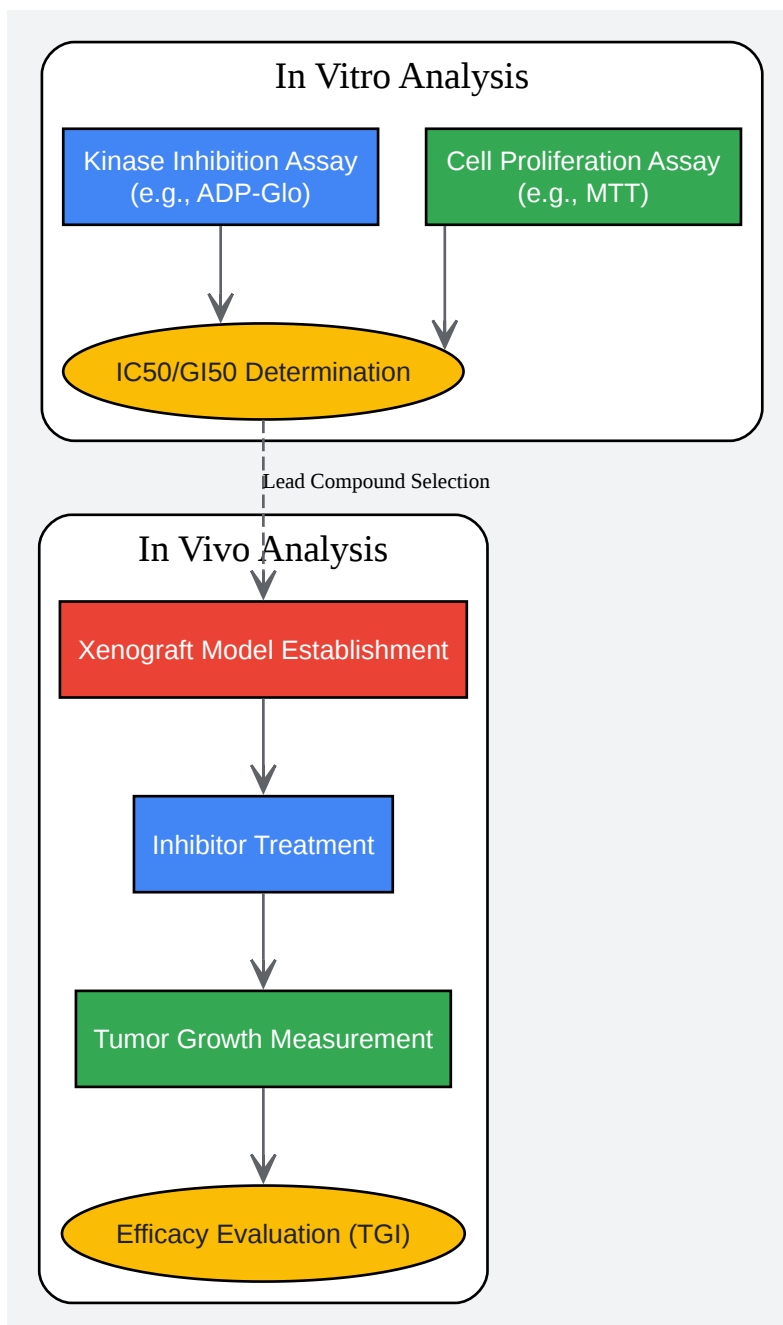 In Vitro Analysis
Kinase Inhibition Assay
(e.g., ADP-Glo)
Cell Proliferation Assay
(e.g., MTT)
IC50/GI50 Determination
Lead Compound Selection
In Vivo Analysis
Xenograft Model Establishment
Inhibitor Treatment
Tumor Growth Measurement
Efficacy Evaluation (TGI)